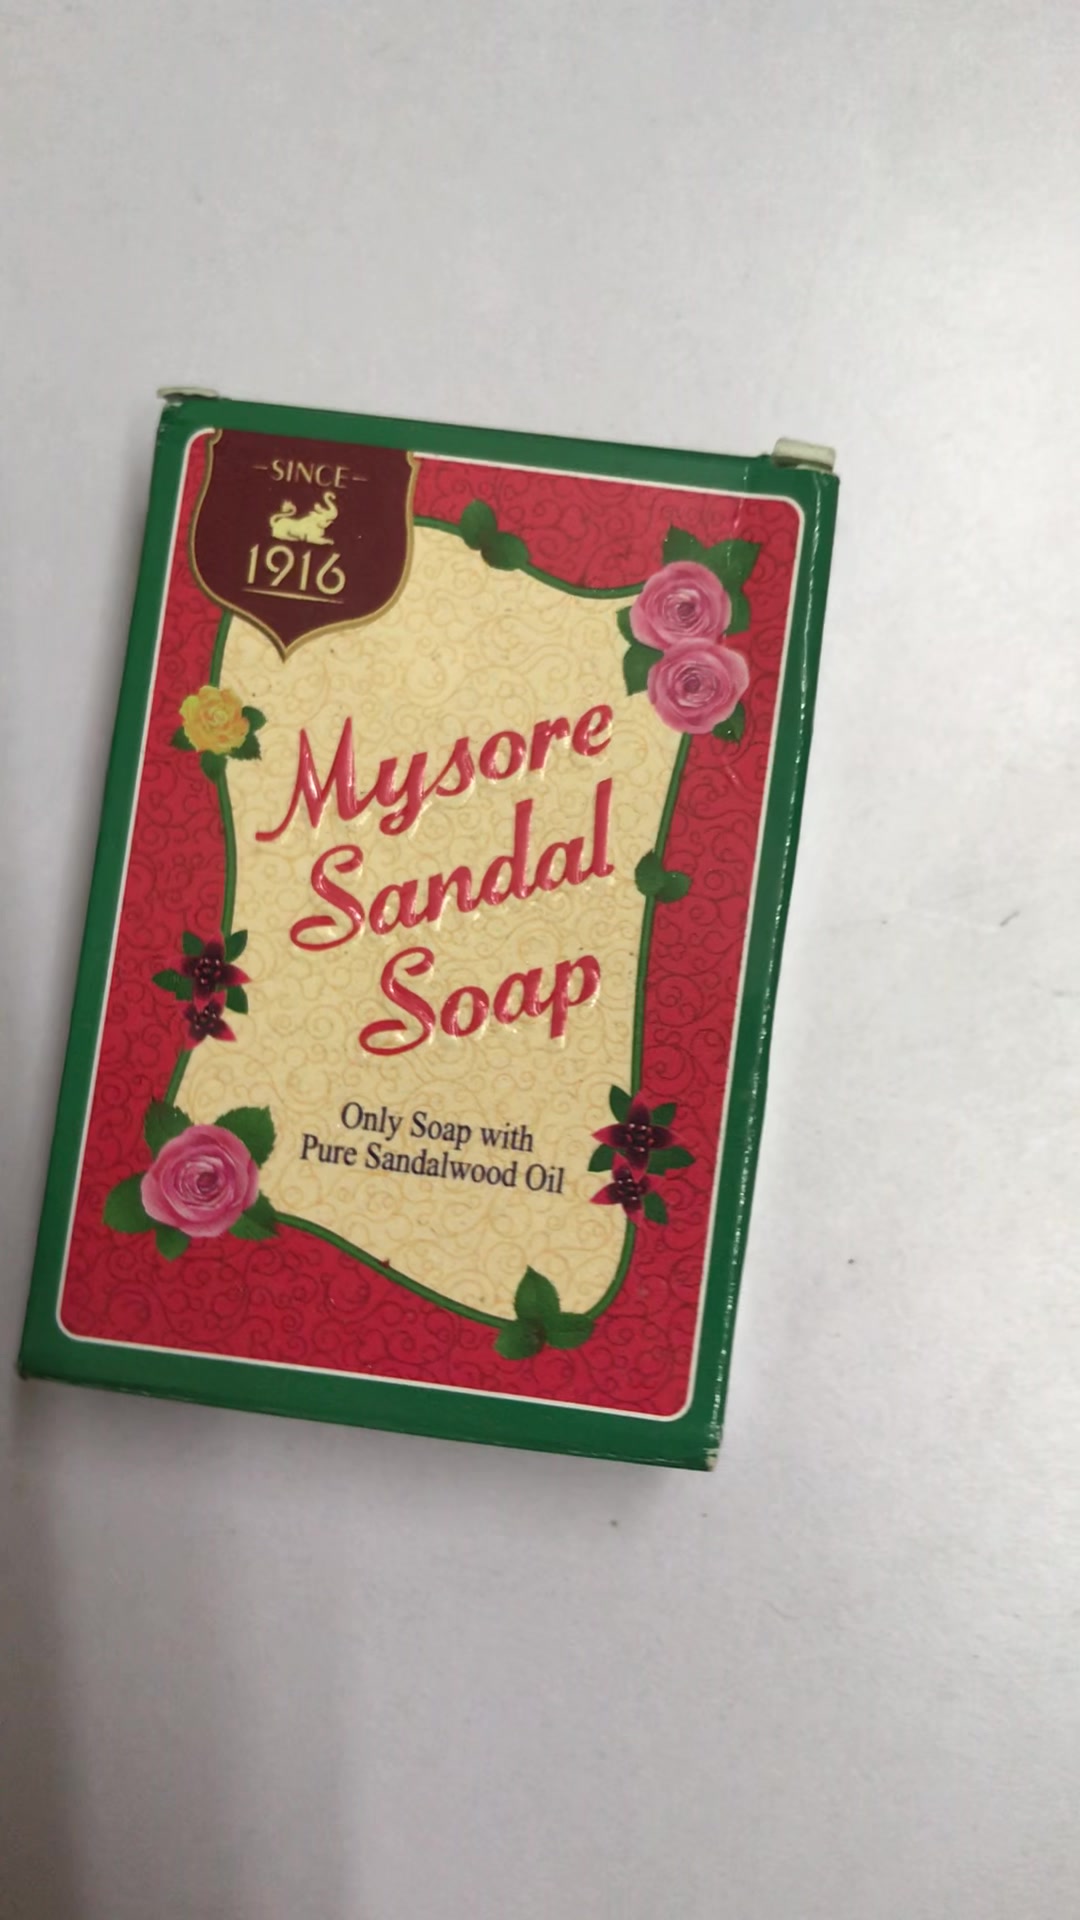 -SINCE-
1916
Mysore
Sandal
Soap
Only Soap with
Pure Sandalwood Oil